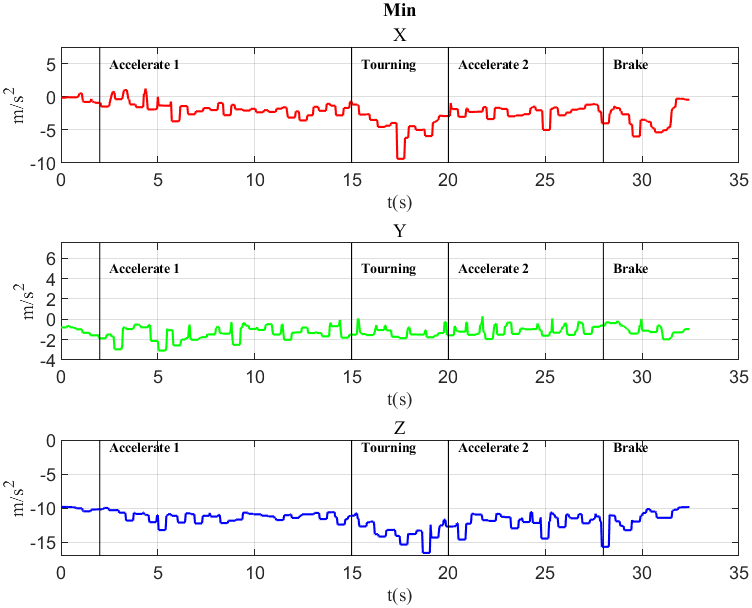 Min
X
5
0
-5
-10
m/s2
Accelerate 1
Tourning
Accelerate 2
Brake
0 5 10 15 20 25 30 35
t(s)
Y
6
4
2
0
-2
-4
m/s2
Accelerate 1
Tourning
Accelerate 2
Brake
0 5 10 15 20 25 30 35
t(s)
Z
0
-5
-10
-15
m/s2
Accelerate 1
Tourning
Accelerate 2
Brake
0 5 10 15 20 25 30 35
t(s)